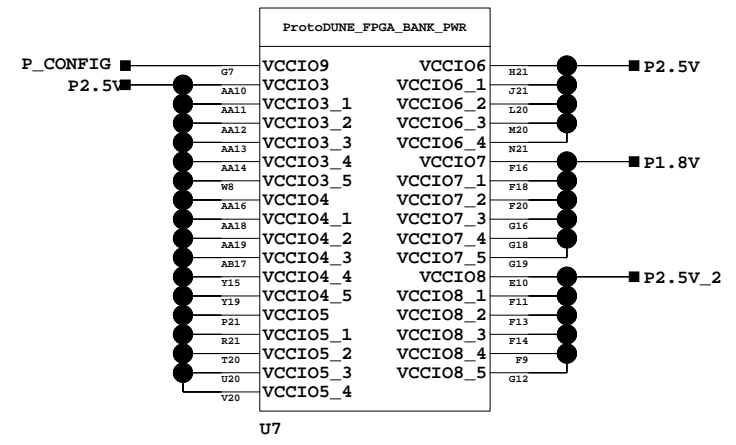 ProtoDUNE_FPGA_BANK_PWR
P_CONFIG G7 VCCIO9 VCCIO6 H21 P2.5V
P2.5V AA10 VCCIO3 VCCIO6_1 J21
AA11 VCCIO3_1 VCCIO6_2 L20
AA12 VCCIO3_2 VCCIO6_3 M20
AA13 VCCIO3_3 VCCIO6_4 N21
AA14 VCCIO3_4 VCCIO7 F16 P1.8V
W8 VCCIO3_5 VCCIO7_1 F18
AA16 VCCIO4 VCCIO7_2 F20
AA18 VCCIO4_1 VCCIO7_3 G16
AA19 VCCIO4_2 VCCIO7_4 G18
AB17 VCCIO4_3 VCCIO7_5 G19
Y15 VCCIO4_4 VCCIO8 E10 P2.5V_2
Y19 VCCIO4_5 VCCIO8_1 F11
P21 VCCIO5 VCCIO8_2 F13
R21 VCCIO5_1 VCCIO8_3 F14
T20 VCCIO5_2 VCCIO8_4 F9
U20 VCCIO5_3 VCCIO8_5 G12
V20 VCCIO5_4
U7